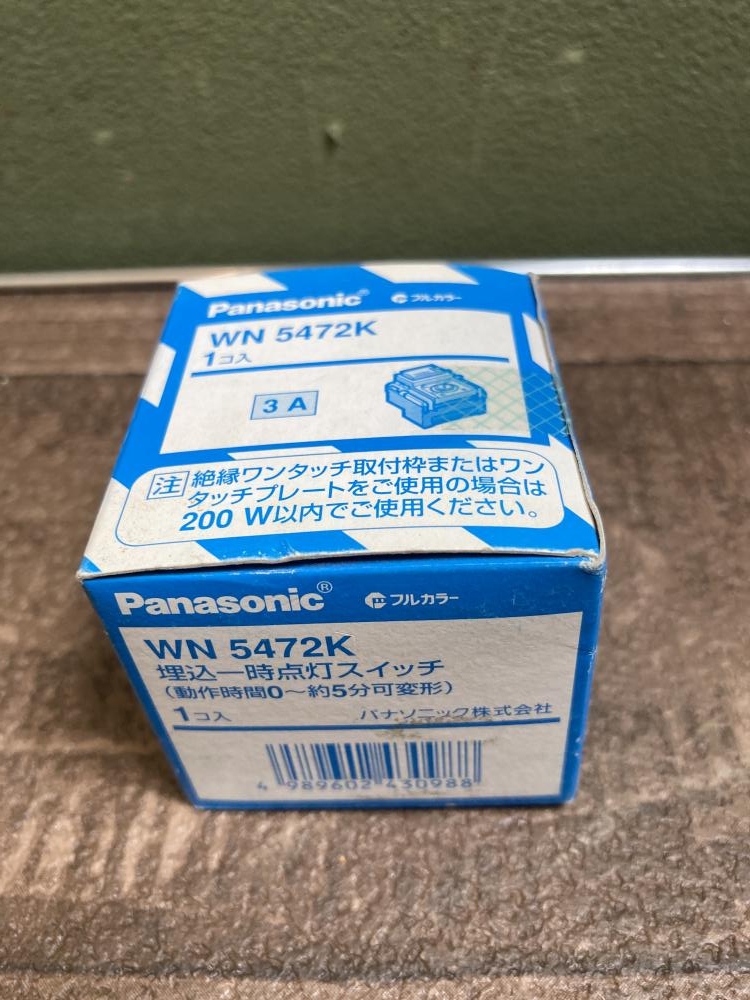 Panasonic® フルカラー
WN 5472K
1コ入
3 A
注 絶縁ワンタッチ取付枠またはワン
タッチプレートをご使用の場合は
200 W以内でご使用ください。
Panasonic® フルカラー
WN 5472K
埋込一時点灯スイッチ
(動作時間0〜約5分可変形)
1コ入 パナソニック株式会社
4 989602 430988